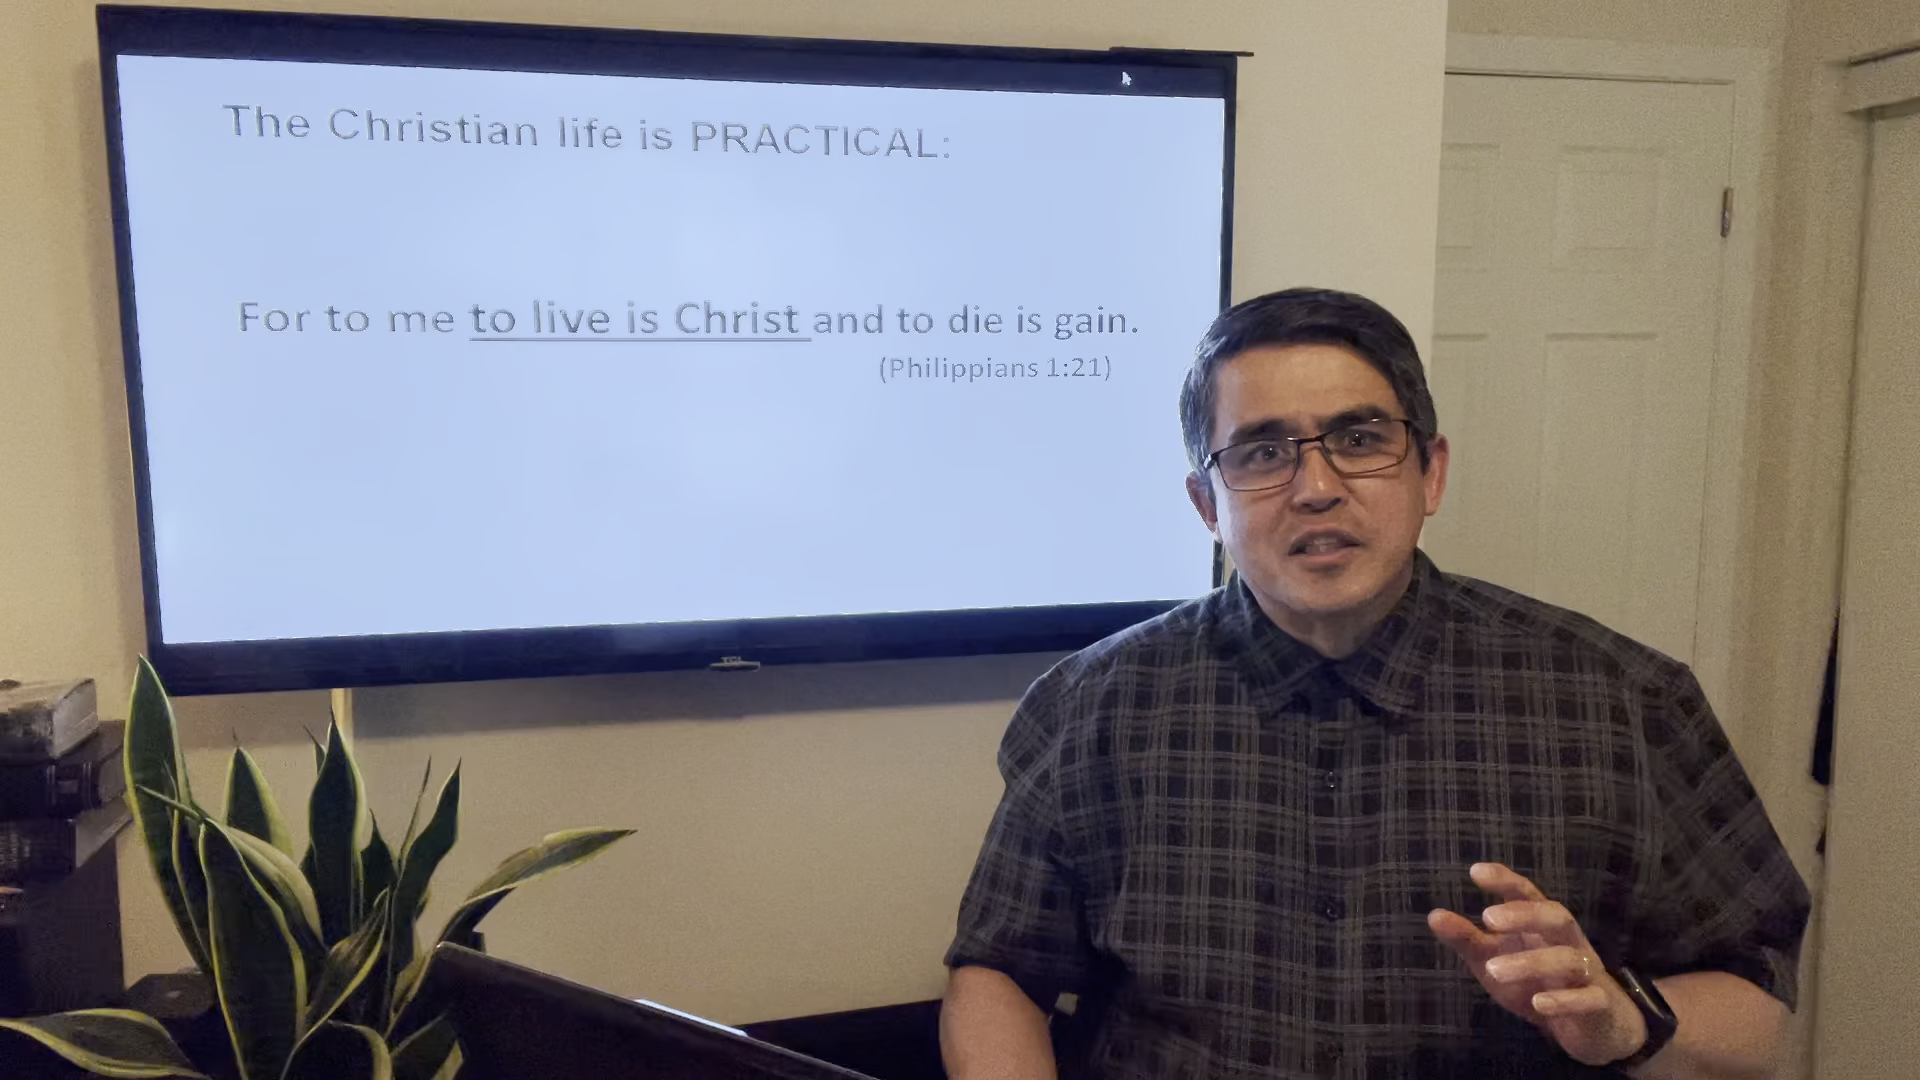 The Christian life is PRACTICAL:
For to me to live is Christ and to die is gain.
(Philippians 1:21)
TCL